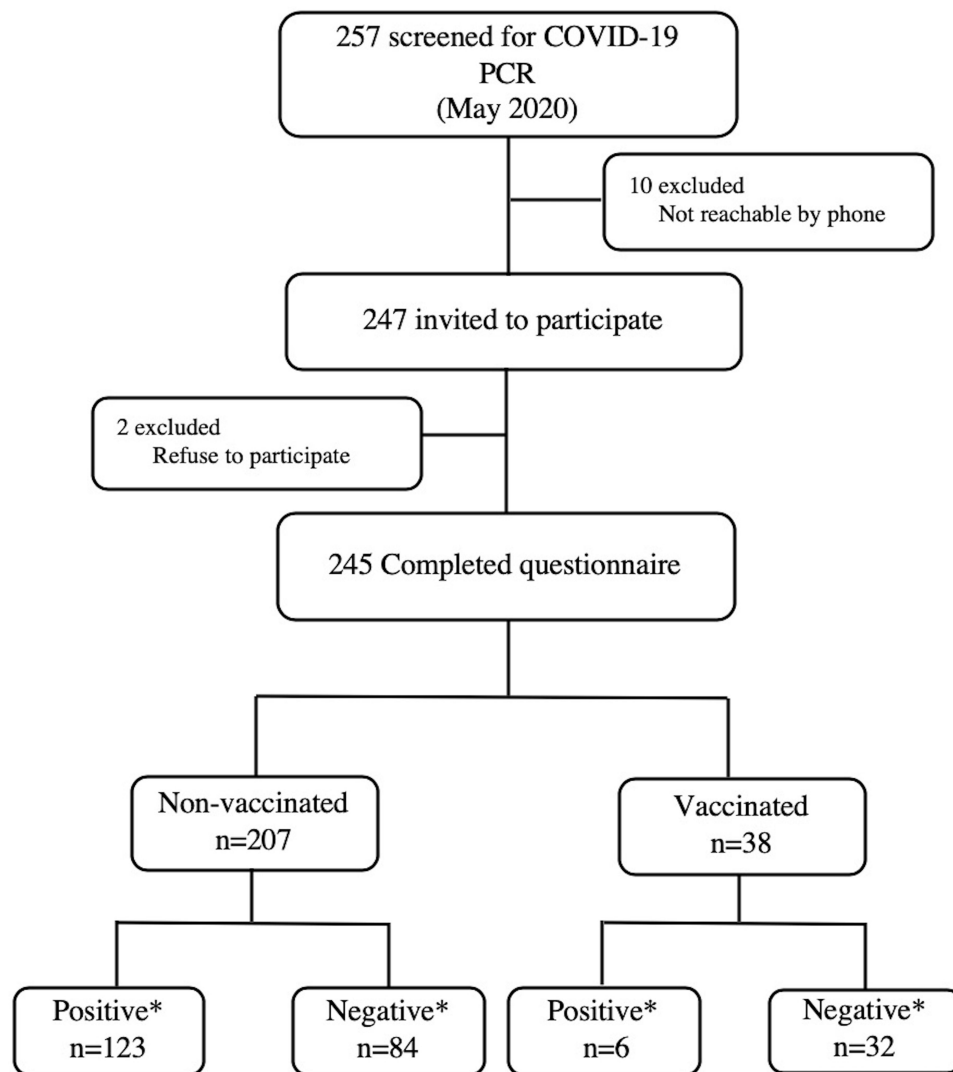 257 screened for COVID-19
PCR
(May 2020)
10 excluded
Not reachable by phone
247 invited to participate
2 excluded
Refuse to participate
245 Completed questionnaire
Non-vaccinated
n=207
Vaccinated
n=38
Positive*
n=123
Negative*
n=84
Positive*
n=6
Negative*
n=32